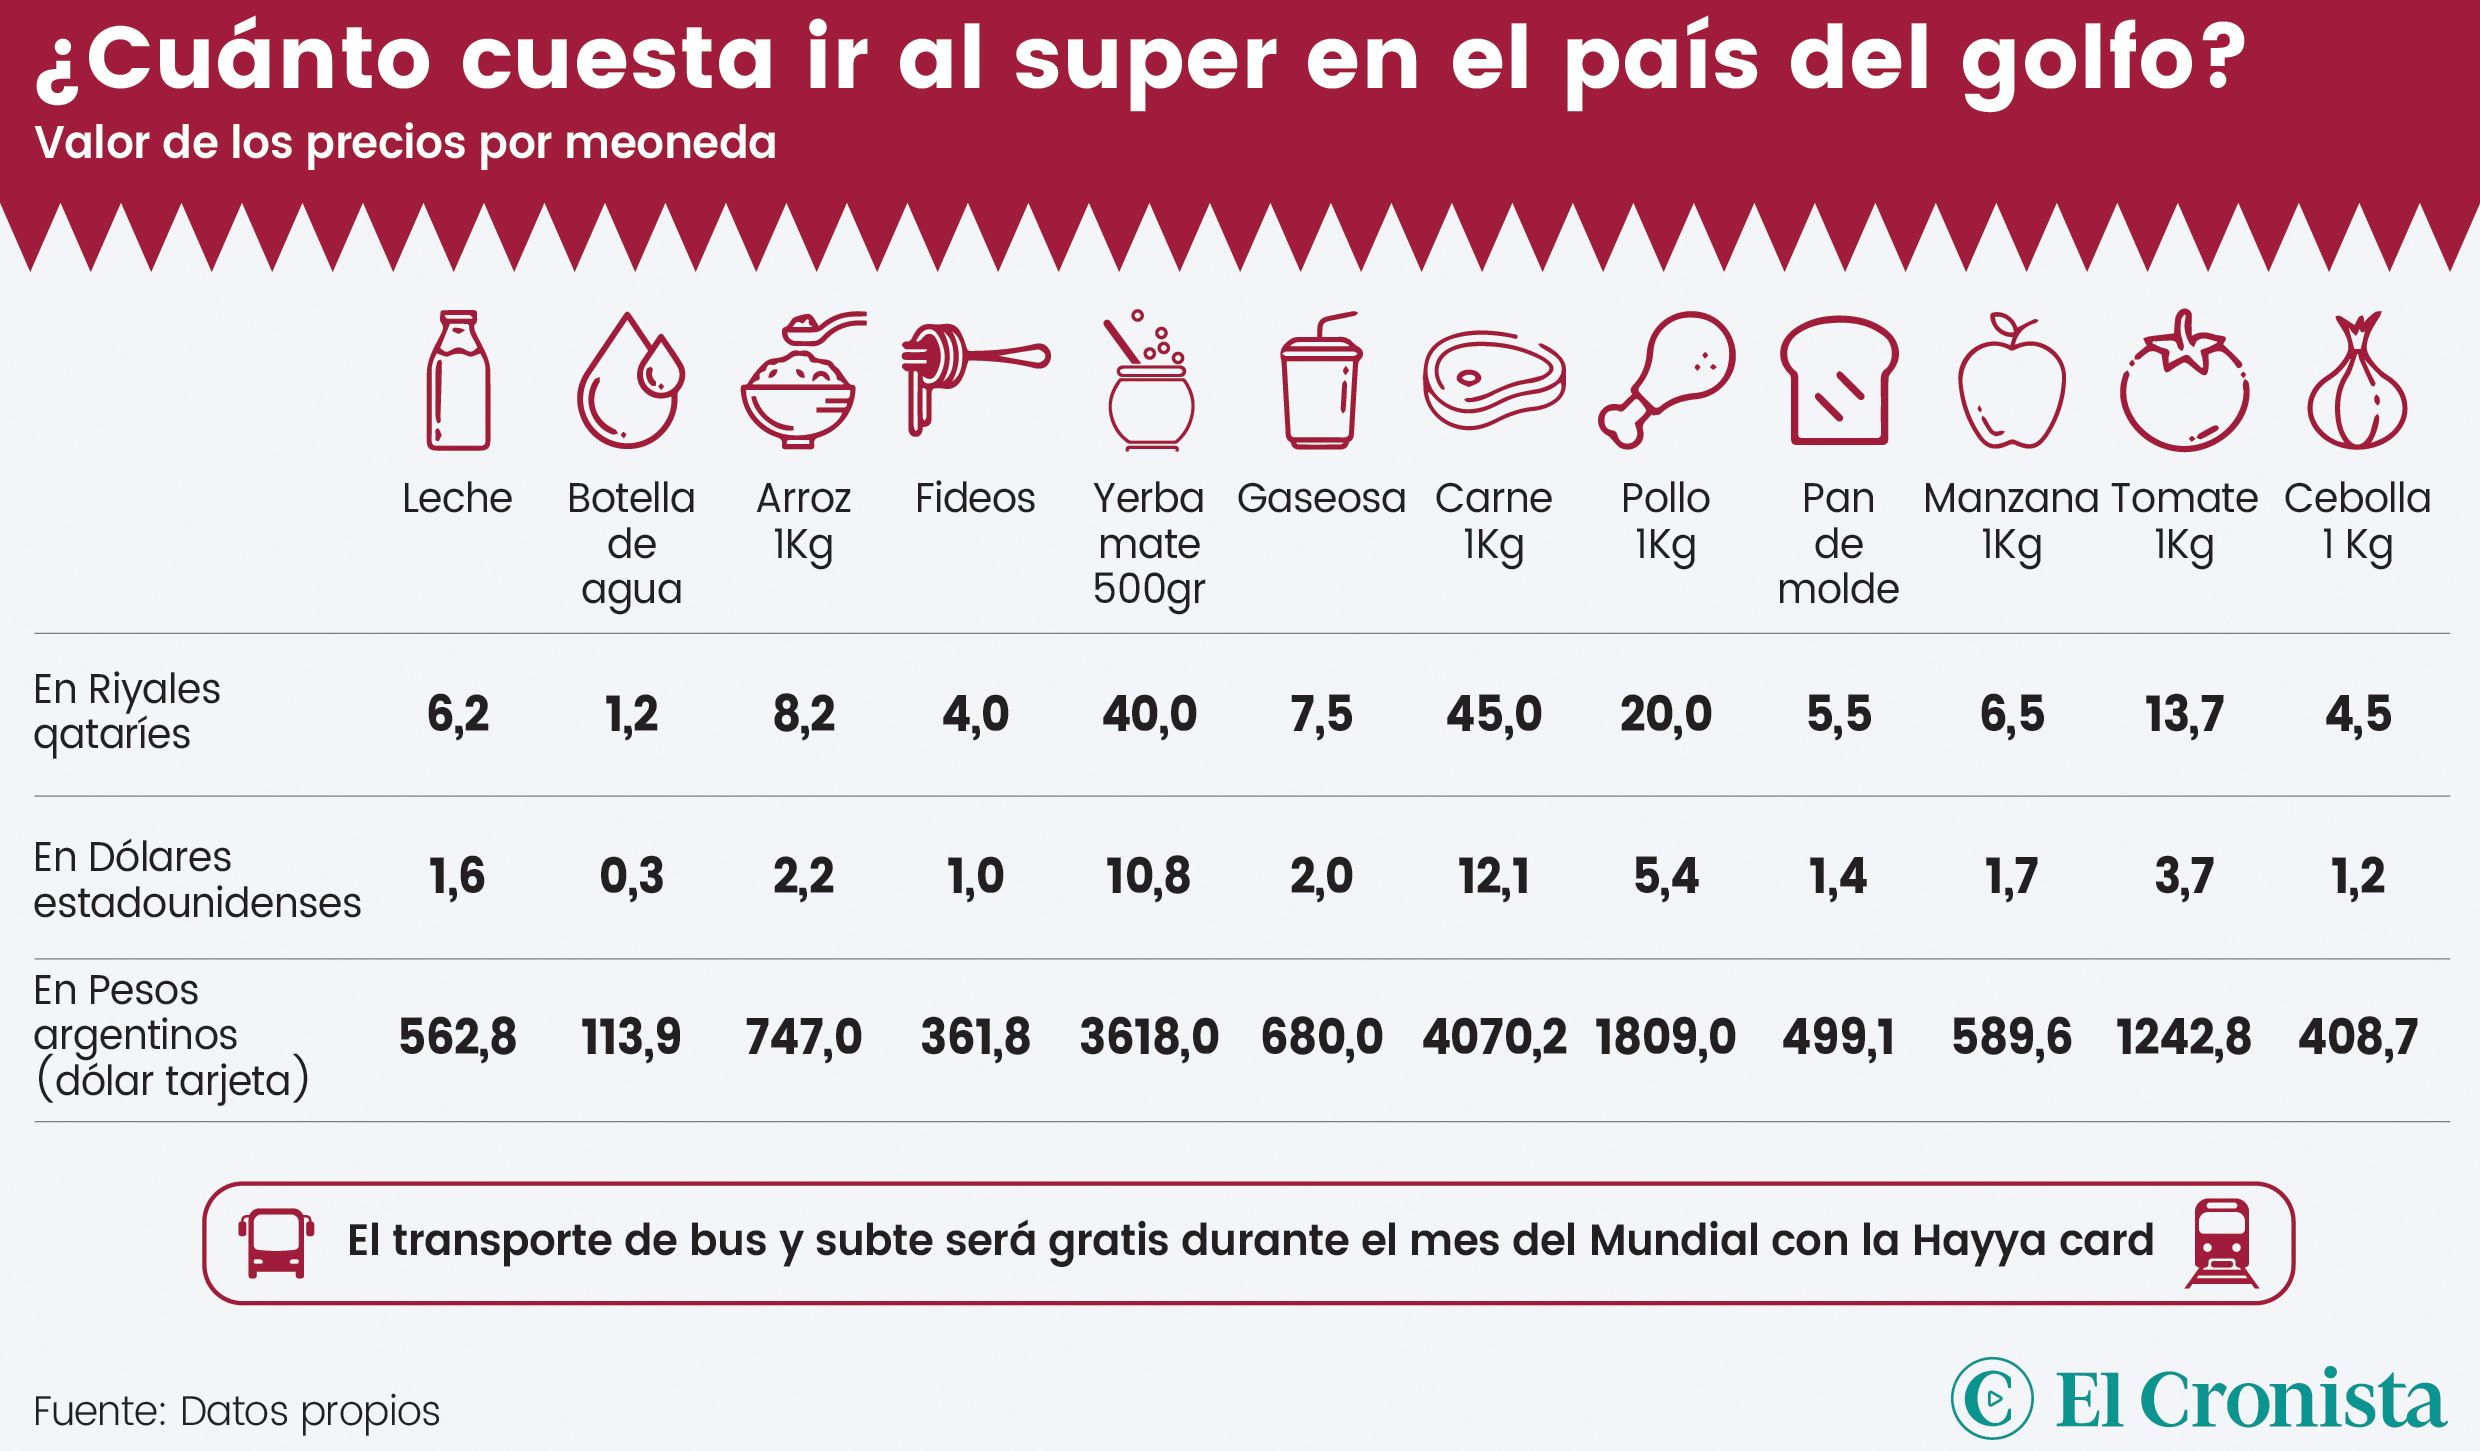 ¿Cuánto cuesta ir al super en el país del golfo?
Valor de los precios por meoneda
Leche Botella Arroz Fideos Yerba Gaseosa Carne Pollo Pan Manzana Tomate Cebolla
de 1Kg mate 1Kg 1Kg de 1Kg 1Kg 1 Kg
agua 500gr molde
En Riyales
qataríes
6,2 1,2 8,2 4,0 40,0 7,5 45,0 20,0 5,5 6,5 13,7 4,5
En Dólares
estadounidenses
1,6 0,3 2,2 1,0 10,8 2,0 12,1 5,4 1,4 1,7 3,7 1,2
En Pesos
argentinos
(dólar tarjeta)
562,8 113,9 747,0 361,8 3618,0 680,0 4070,2 1809,0 499,1 589,6 1242,8 408,7
El transporte de bus y subte será gratis durante el mes del Mundial con la Hayya card
Fuente: Datos propios
C El Cronista